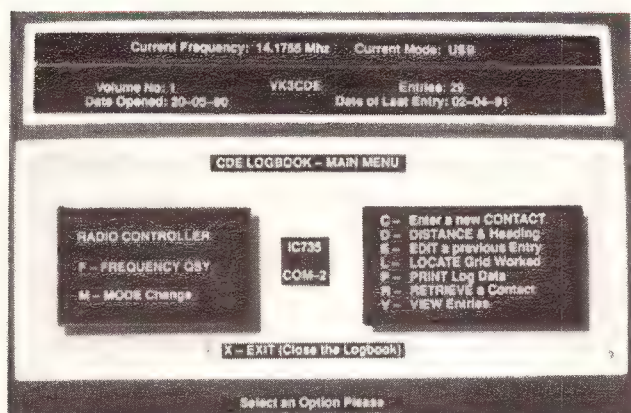 Current Frequency: 14.1755 Mhz Current Mode: USB
Volume No: 1 VK3CDE Entries: 29
Date Opened: 20-05-90 Date of Last Entry: 02-04-91
CDE LOGBOOK - MAIN MENU
RADIO CONTROLLER
F - FREQUENCY QSY
M - MODE Change
IC735
COM-2
C - Enter a new CONTACT
D - DISTANCE & Heading
E - EDIT a previous Entry
L - LOCATE Grid Worked
P - PRINT Log Data
R - RETRIEVE a Contact
V - VIEW Entries
X - EXIT (Close the Logbook)
Select an Option Please